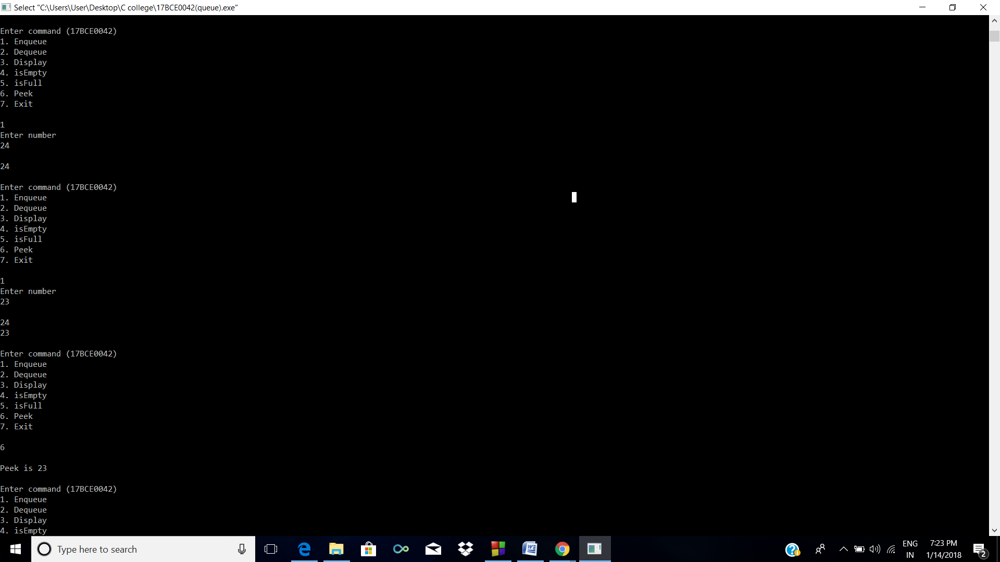 Select "C:\Users\User\Desktop\C college\17BCE0042(queue).exe"
Enter command (17BCE0042)
1. Enqueue
2. Dequeue
3. Display
4. isEmpty
5. isFull
6. Peek
7. Exit
1
Enter number
24
24
Enter command (17BCE0042)
1. Enqueue
2. Dequeue
3. Display
4. isEmpty
5. isFull
6. Peek
7. Exit
1
Enter number
23
24
23
Enter command (17BCE0042)
1. Enqueue
2. Dequeue
3. Display
4. isEmpty
5. isFull
6. Peek
7. Exit
6
Peek is 23
Enter command (17BCE0042)
1. Enqueue
2. Dequeue
3. Display
4. isEmpty
Type here to search
ENG
IN
7:23 PM
1/14/2018
2